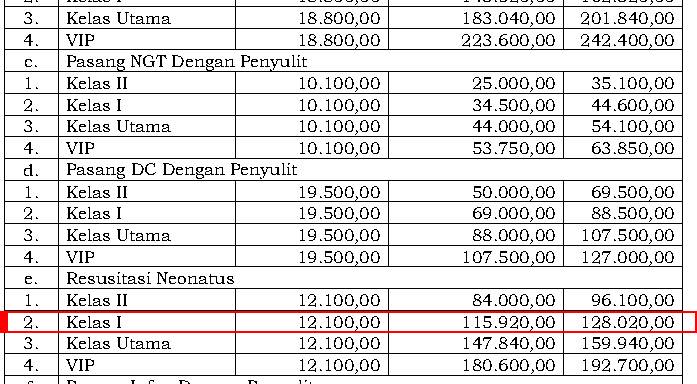 3. Kelas Utama 18.800,00 183.040,00 201.840,00
4. VIP 18.800,00 223.600,00 242.400,00
c. Pasang NGT Dengan Penyulit
1. Kelas II 10.100,00 25.000,00 35.100,00
2. Kelas I 10.100,00 34.500,00 44.600,00
3. Kelas Utama 10.100,00 44.000,00 54.100,00
4. VIP 10.100,00 53.750,00 63.850,00
d. Pasang DC Dengan Penyulit
1. Kelas II 19.500,00 50.000,00 69.500,00
2. Kelas I 19.500,00 69.000,00 88.500,00
3. Kelas Utama 19.500,00 88.000,00 107.500,00
4. VIP 19.500,00 107.500,00 127.000,00
e. Resusitasi Neonatus
1. Kelas II 12.100,00 84.000,00 96.100,00
2. Kelas I 12.100,00 115.920,00 128.020,00
3. Kelas Utama 12.100,00 147.840,00 159.940,00
4. VIP 12.100,00 180.600,00 192.700,00